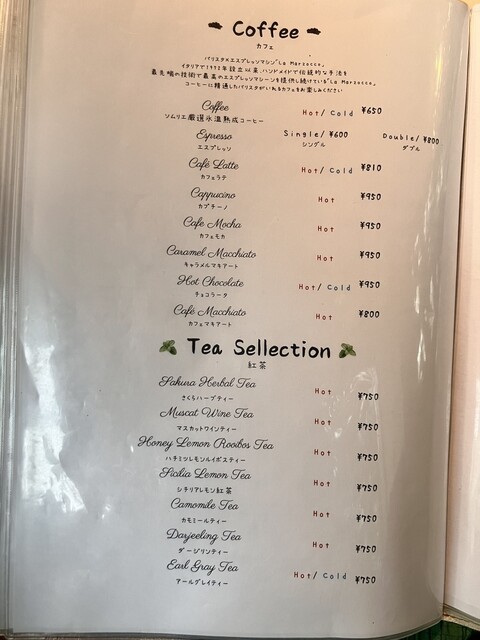 Coffee
カフェ
バリスタ×エスプレッソマシン"La Marzocco"
イタリアで1992年設立以来、ハンドメイドで伝統的な手法を
最先端の技術で最高のエスプレッソマシーンを提供し続けている"La Marzocco"
コーヒーに精通したバリスタがいれるカフェをお楽しみください
Coffee Hot/Cold ¥650
ソムリエ厳選氷温熟成コーヒー
Espresso Single/¥600 Double/¥800
エスプレッソ シングル ダブル
Café Latte Hot/Cold ¥810
カフェラテ
Cappucino Hot ¥950
カプチーノ
Cafe Mocha Hot ¥950
カフェモカ
Caramel Macchiato Hot ¥950
キャラメルマキアート
Hot Chocolate Hot/Cold ¥950
チョコラータ
Café Macchiato Hot ¥800
カフェマキアート
Tea Sellection
紅茶
Sakura Herbal Tea Hot ¥750
さくらハーブティー
Muscat Wine Tea Hot ¥750
マスカットワインティー
Honey Lemon Rooibos Tea Hot ¥750
ハチミツレモンルイボスティー
Sicilia Lemon Tea Hot ¥750
シチリアレモン紅茶
Camomile Tea Hot ¥750
カモミールティー
Darjeeling Tea Hot ¥750
ダージリンティー
Earl Gray Tea Hot/Cold ¥750
アールグレイティー